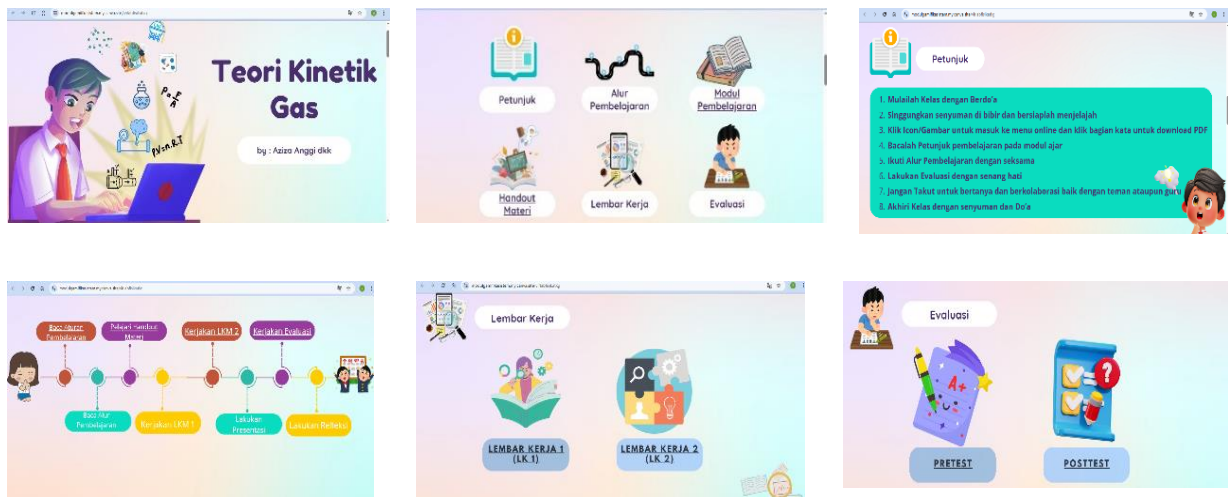 Teori Kinetik
Gas
by : Aziza Anggi dkk
P=F/A
PV=n.R.T
Petunjuk
Alur
Pembelajaran
Modul
Pembelajaran
Handout
Materi
Lembar Kerja
Evaluasi
Petunjuk
1. Mulailah Kelas dengan Berdo'a
2. Singgungkan senyuman di bibir dan bersiaplah menjelajah
3. Klik Icon/Gambar untuk masuk ke menu online dan klik bagian kata untuk download PDF
4. Bacalah Petunjuk pembelajaran pada modul ajar
5. Ikuti Alur Pembelajaran dengan seksama
6. Lakukan Evaluasi dengan senang hati
7. Jangan Takut untuk bertanya dan berkolaborasi baik dengan teman ataupun guru
8. Akhiri Kelas dengan senyuman dan Do'a
Baca Aturan
Pembelajaran
Pelajari Handout
Materi
Kerjakan LKM 2
Kerjakan Evaluasi
Baca Alur
Pembelajaran
Kerjakan LKM 1
Lakukan
Presentasi
Lakukan Refleksi
Lembar Kerja
LEMBAR KERJA 1
(LK 1)
LEMBAR KERJA 2
(LK 2)
Evaluasi
A+
PRETEST
POSTTEST